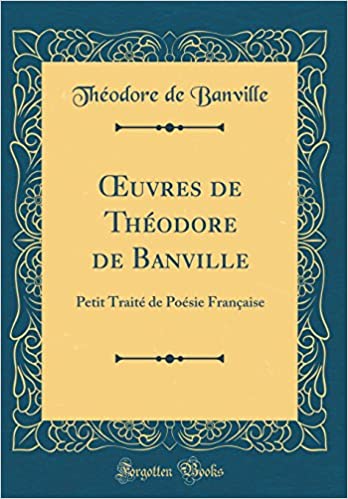 Théodore de Banville
Œuvres de
Théodore
de Banville
Petit Traité de Poésie Française
Forgotten Books